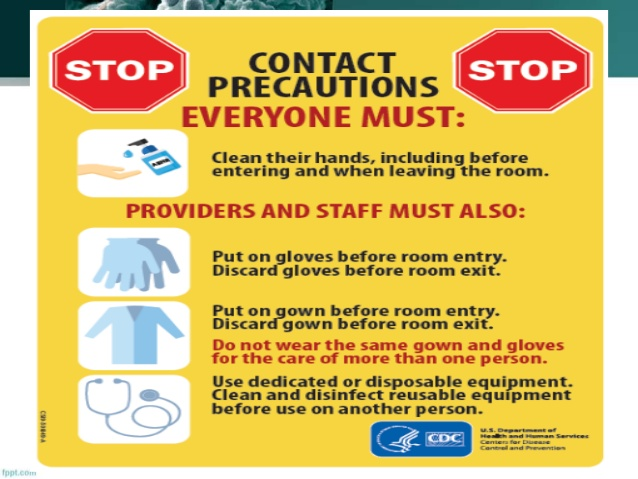 STOP
CONTACT
PRECAUTIONS
STOP
EVERYONE MUST:
Clean their hands, including before
entering and when leaving the room.
PROVIDERS AND STAFF MUST ALSO:
Put on gloves before room entry.
Discard gloves before room exit.
Put on gown before room entry.
Discard gown before room exit.
Do not wear the same gown and gloves
for the care of more than one person.
Use dedicated or disposable equipment.
Clean and disinfect reusable equipment
before use on another person.
CDC
U.S. Department of
Health and Human Services
Centers for Disease
Control and Prevention
fppt.com